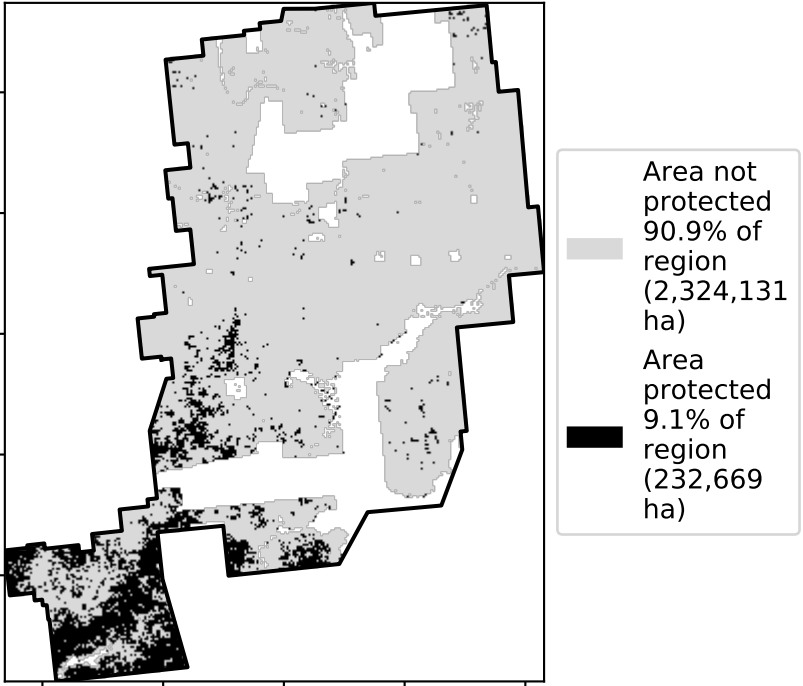 Area not
protected
90.9% of
region
(2,324,131
ha)
Area
protected
9.1% of
region
(232,669
ha)